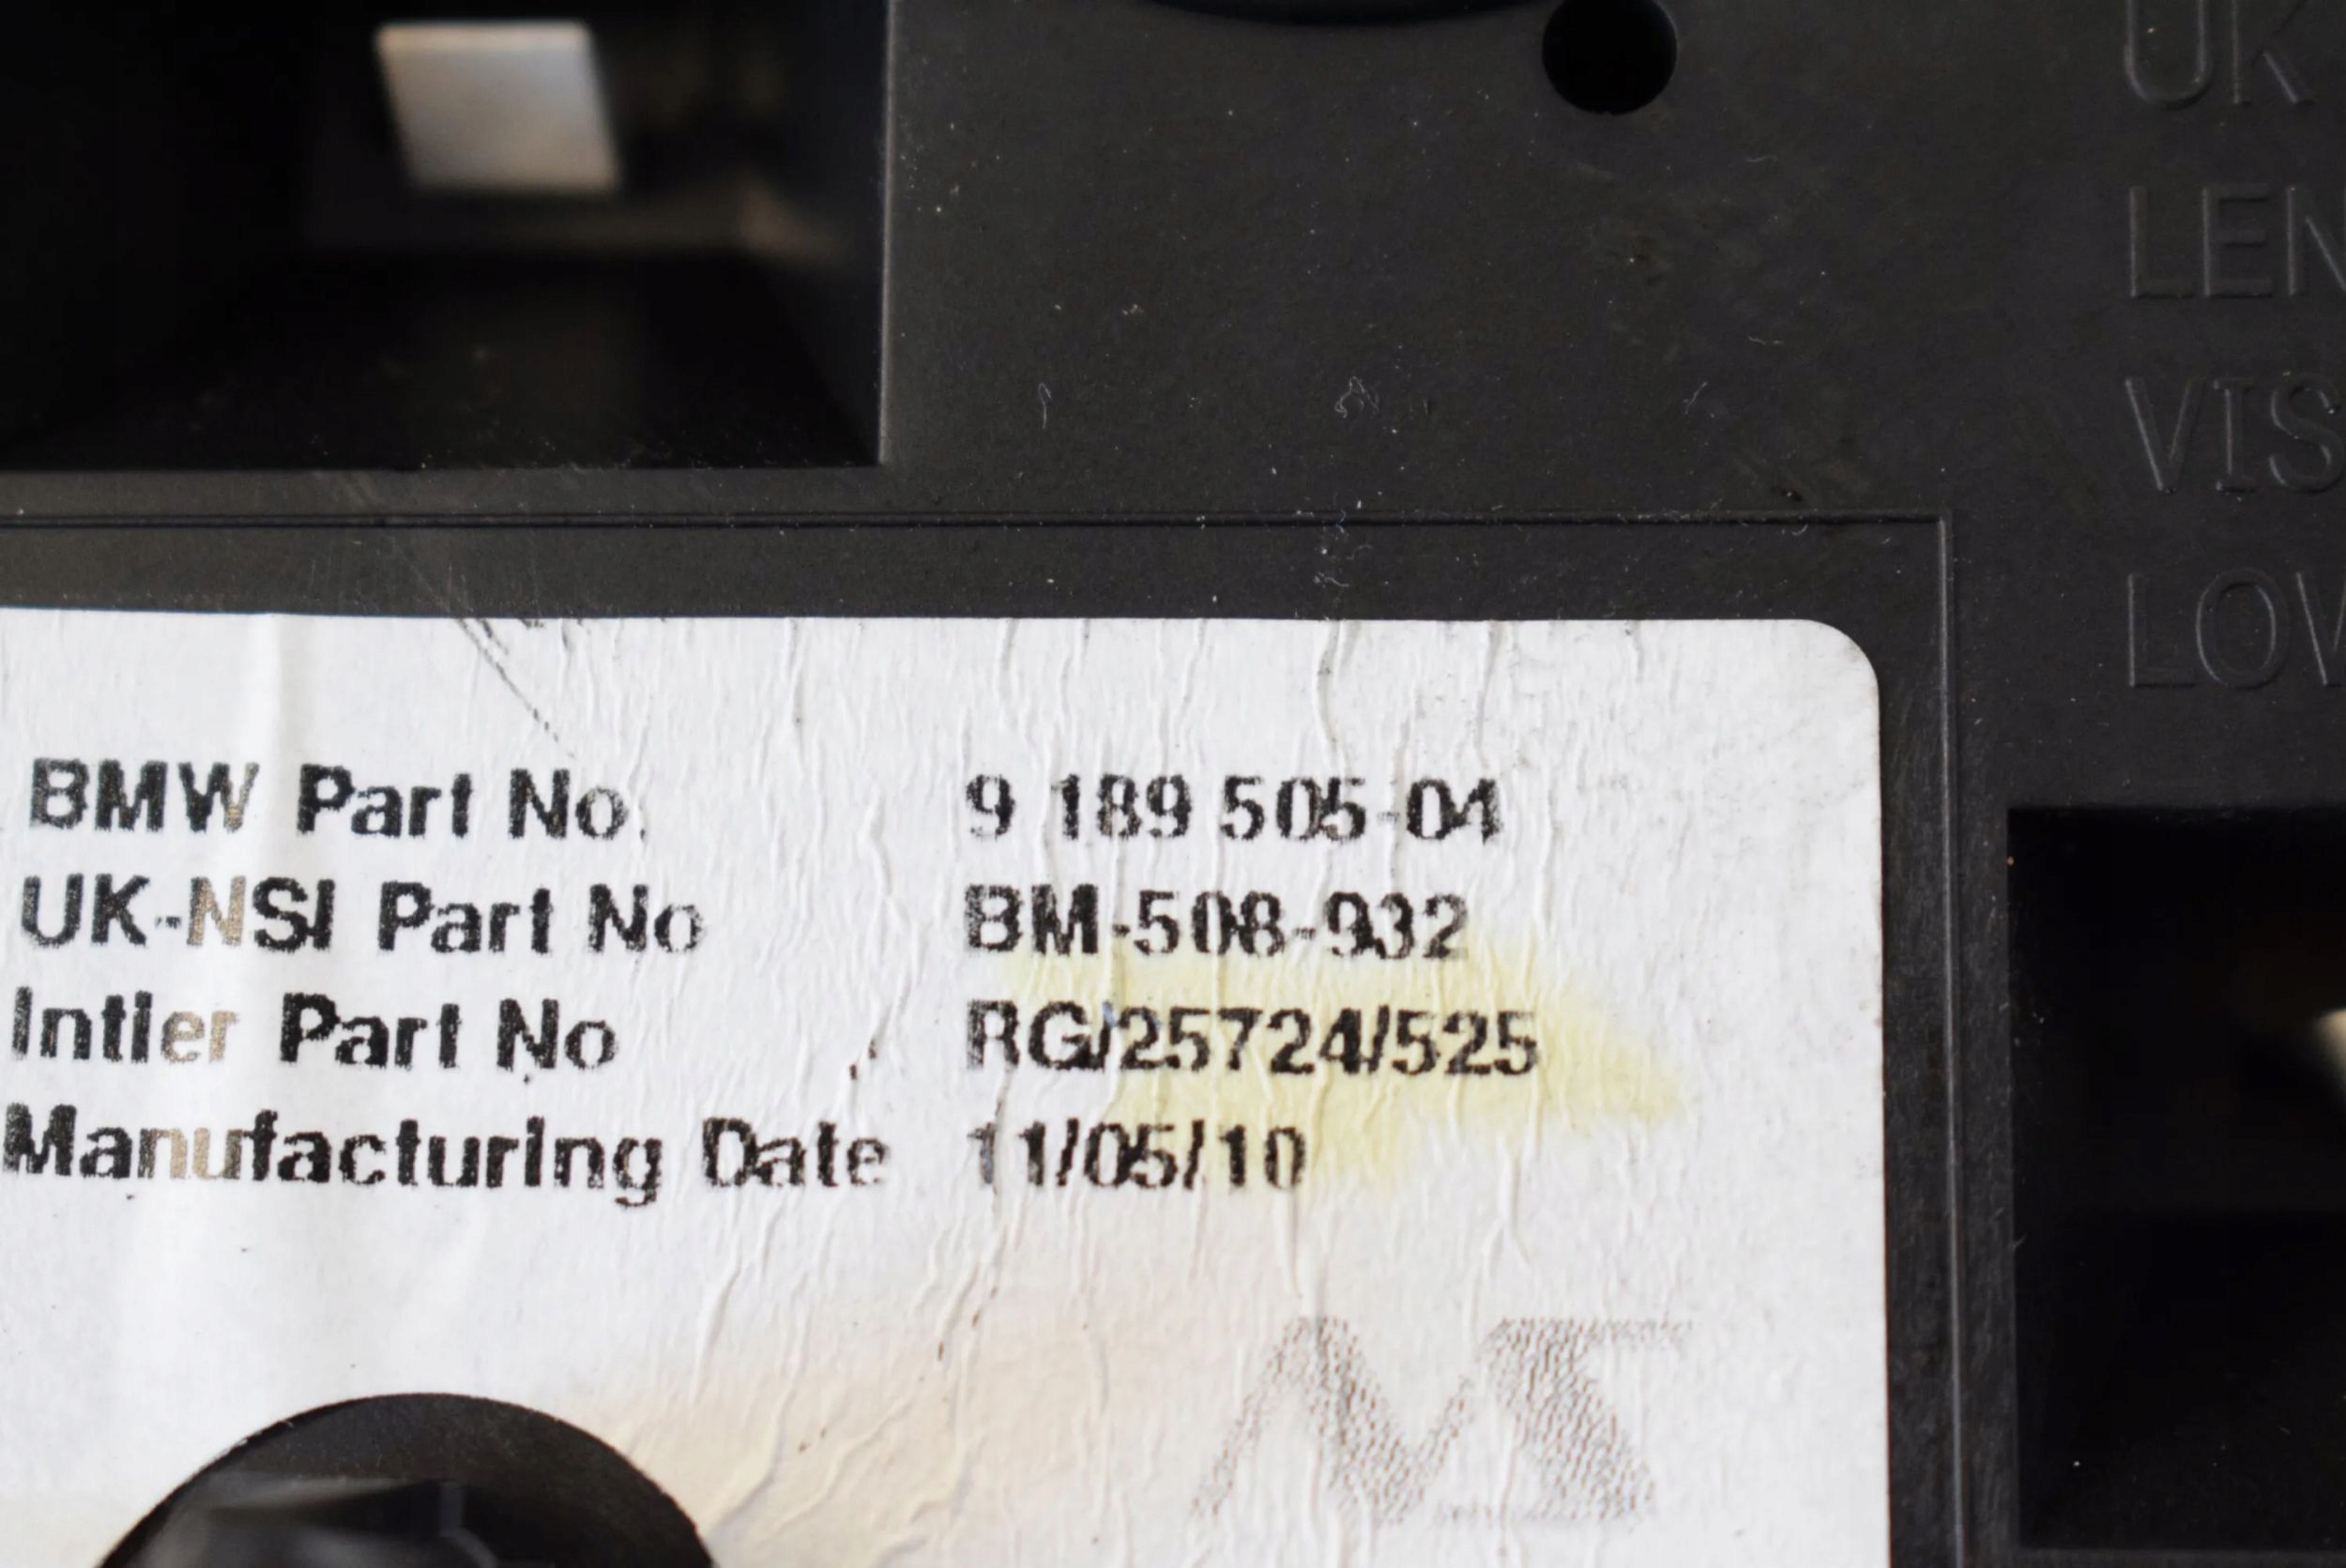 UK
LEN
VIS
LOW
BMW Part No. 9 189 505-04
UK-NSI Part No BM-508-932
Intier Part No RG/25724/525
Manufacturing Date 11/05/10